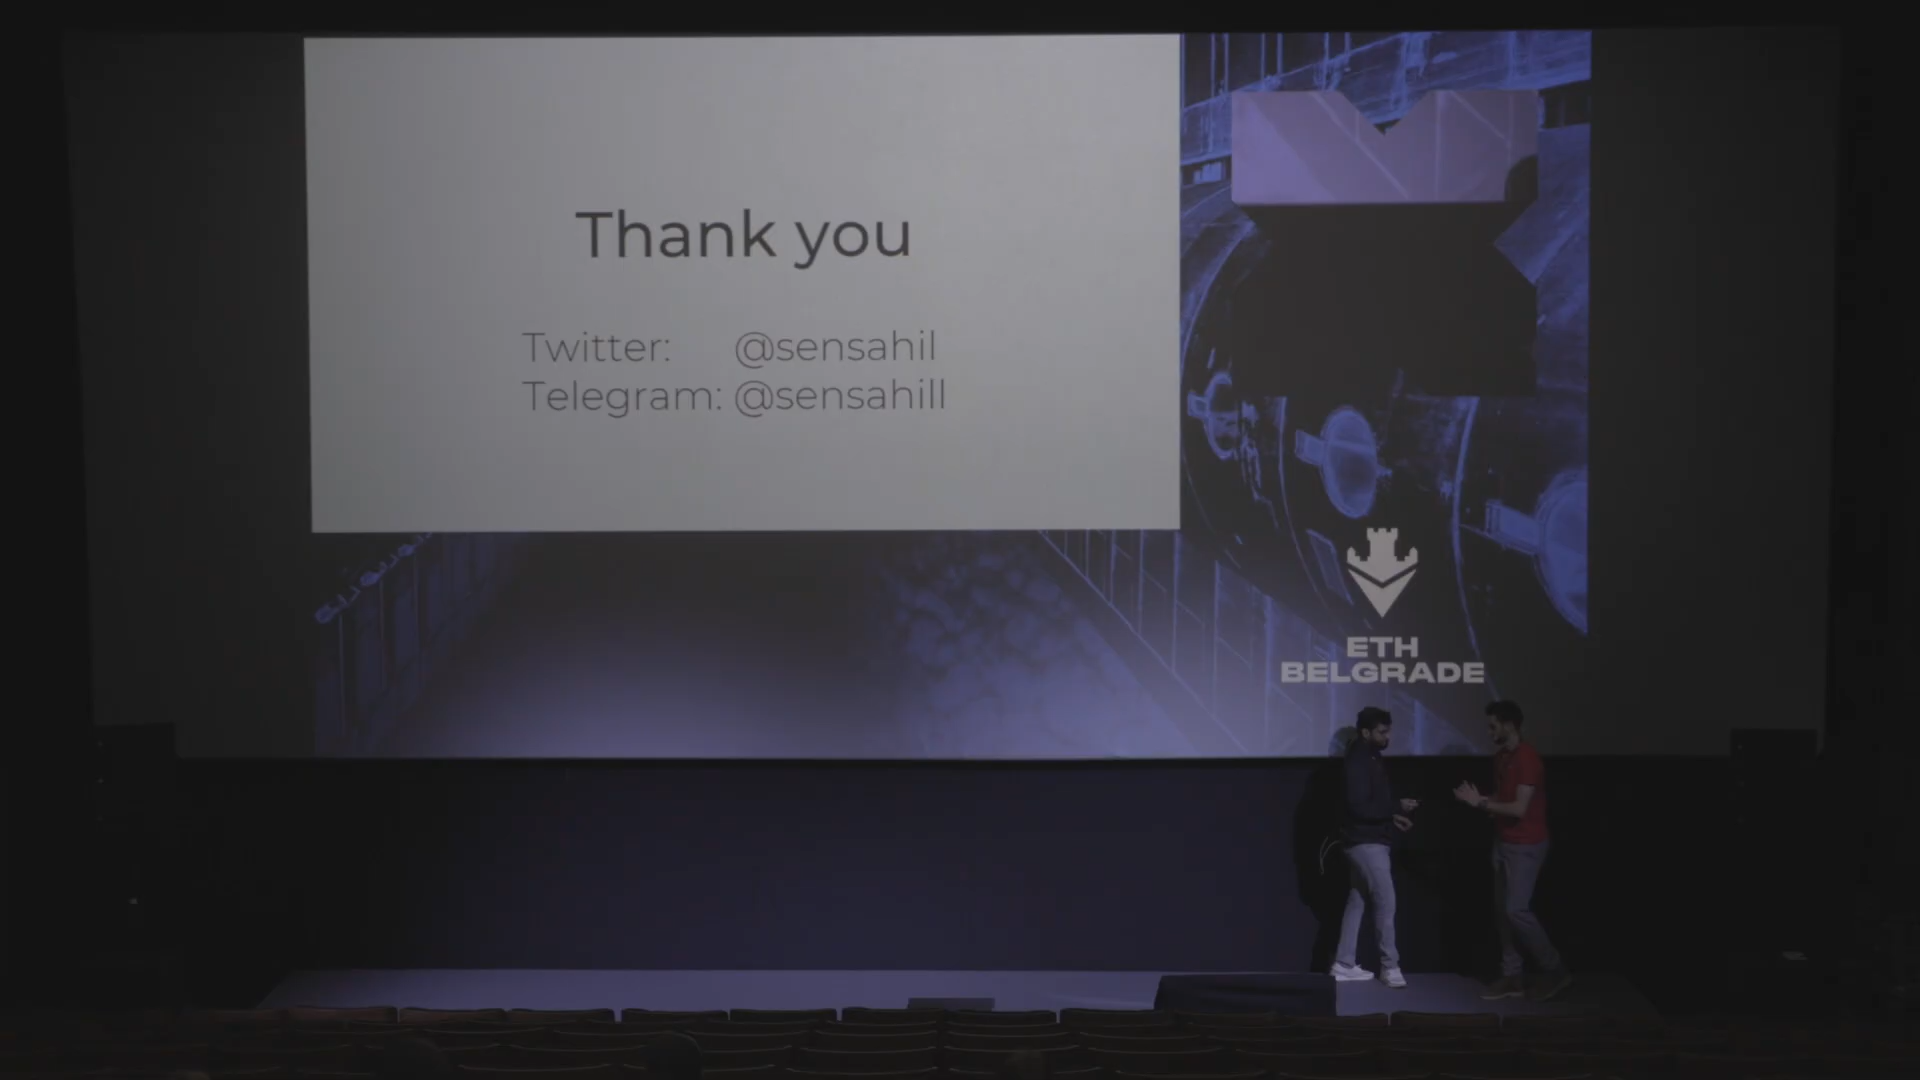 Thank you
Twitter: @sensahil
Telegram: @sensahill
ETH
BELGRADE